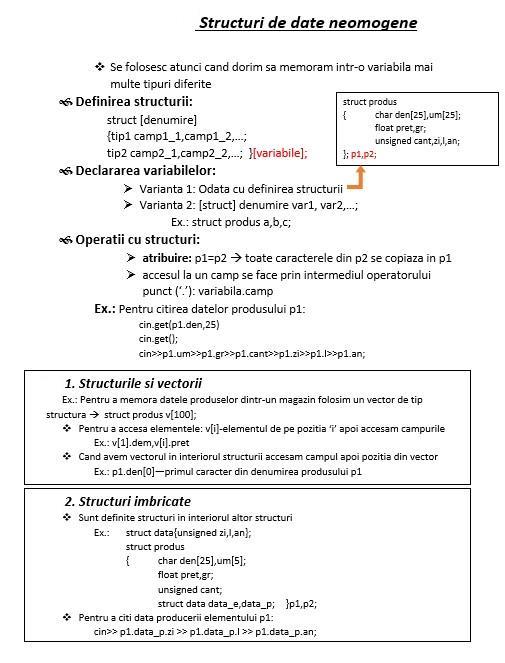 Structuri de date neomogene
❖ Se folosesc atunci cand dorim sa memoram intr-o variabila mai
multe tipuri diferite
Definirea structurii:
struct [denumire]
{tip1 camp1_1,camp1_2,…;
tip2 camp2_1,camp2_2,…; }[variabile];
struct produs
{ char den[25],um[25];
float pret,gr;
unsigned cant,zi,l,an;
}; p1,p2;
Declararea variabilelor:
➢ Varianta 1: Odata cu definirea structurii
➢ Varianta 2: [struct] denumire var1, var2,…;
Ex.: struct produs a,b,c;
Operatii cu structuri:
➢ atribuire: p1=p2 → toate caracterele din p2 se copiaza in p1
➢ accesul la un camp se face prin intermediul operatorului
punct (‘.’): variabila.camp
Ex.: Pentru citirea datelor produsului p1:
cin.get(p1.den,25)
cin.get();
cin>>p1.um>>p1.gr>>p1.cant>>p1.zi>>p1.l>>p1.an;
1. Structurile si vectorii
Ex.: Pentru a memora datele produselor dintr-un magazin folosim un vector de tip
structura → struct produs v[100];
❖ Pentru a accesa elementele: v[i]-elementul de pe pozitia ‘i’ apoi accesam campurile
Ex.: v[1].dem,v[i].pret
❖ Cand avem vectorul in interiorul structurii accesam campul apoi pozitia din vector
Ex.: p1.den[0]—primul caracter din denumirea produsului p1
2. Structuri imbricate
❖ Sunt definite structuri in interiorul altor structuri
Ex.: struct data{unsigned zi,l,an};
struct produs
{ char den[25],um[5];
float pret,gr;
unsigned cant;
struct data data_e,data_p; }p1,p2;
❖ Pentru a citi data producerii elementului p1:
cin>> p1.data_p.zi >> p1.data_p.l >> p1.data_p.an;